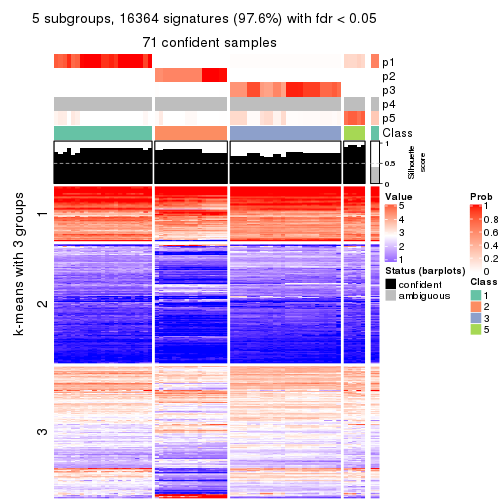 5 subgroups, 16364 signatures (97.6%) with fdr < 0.05
71 confident samples
p1
p2
p3
p4
p5
Class
1
0.5
0
Silhouette
score
k-means with 3 groups
1
2
3
Value
5
4
3
2
1
Status (barplots)
confident
ambiguous
Prob
1
0.8
0.6
0.4
0.2
0
Class
1
2
3
5